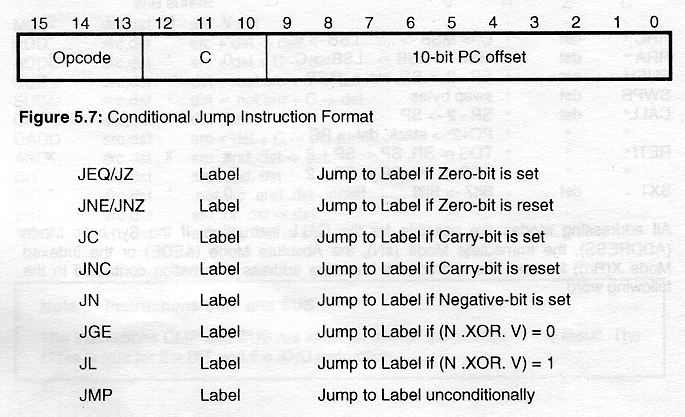 15 14 13 12 11 10 9 8 7 6 5 4 3 2 1 0
Opcode C 10-bit PC offset
Figure 5.7: Conditional Jump Instruction Format
JEQ/JZ Label Jump to Label if Zero-bit is set
JNE/JNZ Label Jump to Label if Zero-bit is reset
JC Label Jump to Label if Carry-bit is set
JNC Label Jump to Label if Carry-bit is reset
JN Label Jump to Label if Negative-bit is set
JGE Label Jump to Label if (N .XOR. V) = 0
JL Label Jump to Label if (N .XOR. V) = 1
JMP Label Jump to Label unconditionally